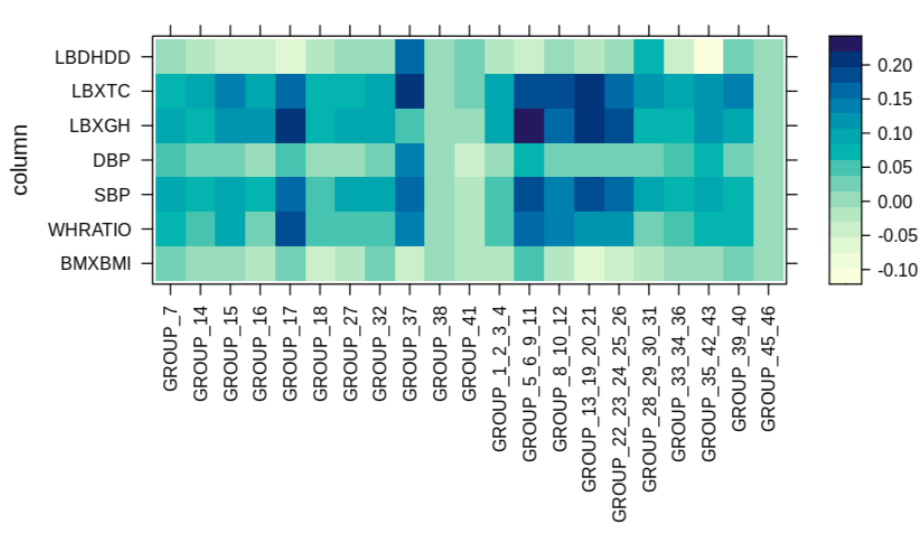 column
LBDHDD
LBXTC
LBXGH
DBP
SBP
WHRATIO
BMXBMI
GROUP_7
GROUP_14
GROUP_15
GROUP_16
GROUP_17
GROUP_18
GROUP_27
GROUP_32
GROUP_37
GROUP_38
GROUP_41
GROUP_1_2_3_4
GROUP_5_6_9_11
GROUP_8_10_12
GROUP_13_19_20_21
GROUP_22_23_24_25_26
GROUP_28_29_30_31
GROUP_33_34_36
GROUP_35_42_43
GROUP_39_40
GROUP_45_46
0.20
0.15
0.10
0.05
0.00
-0.05
-0.10